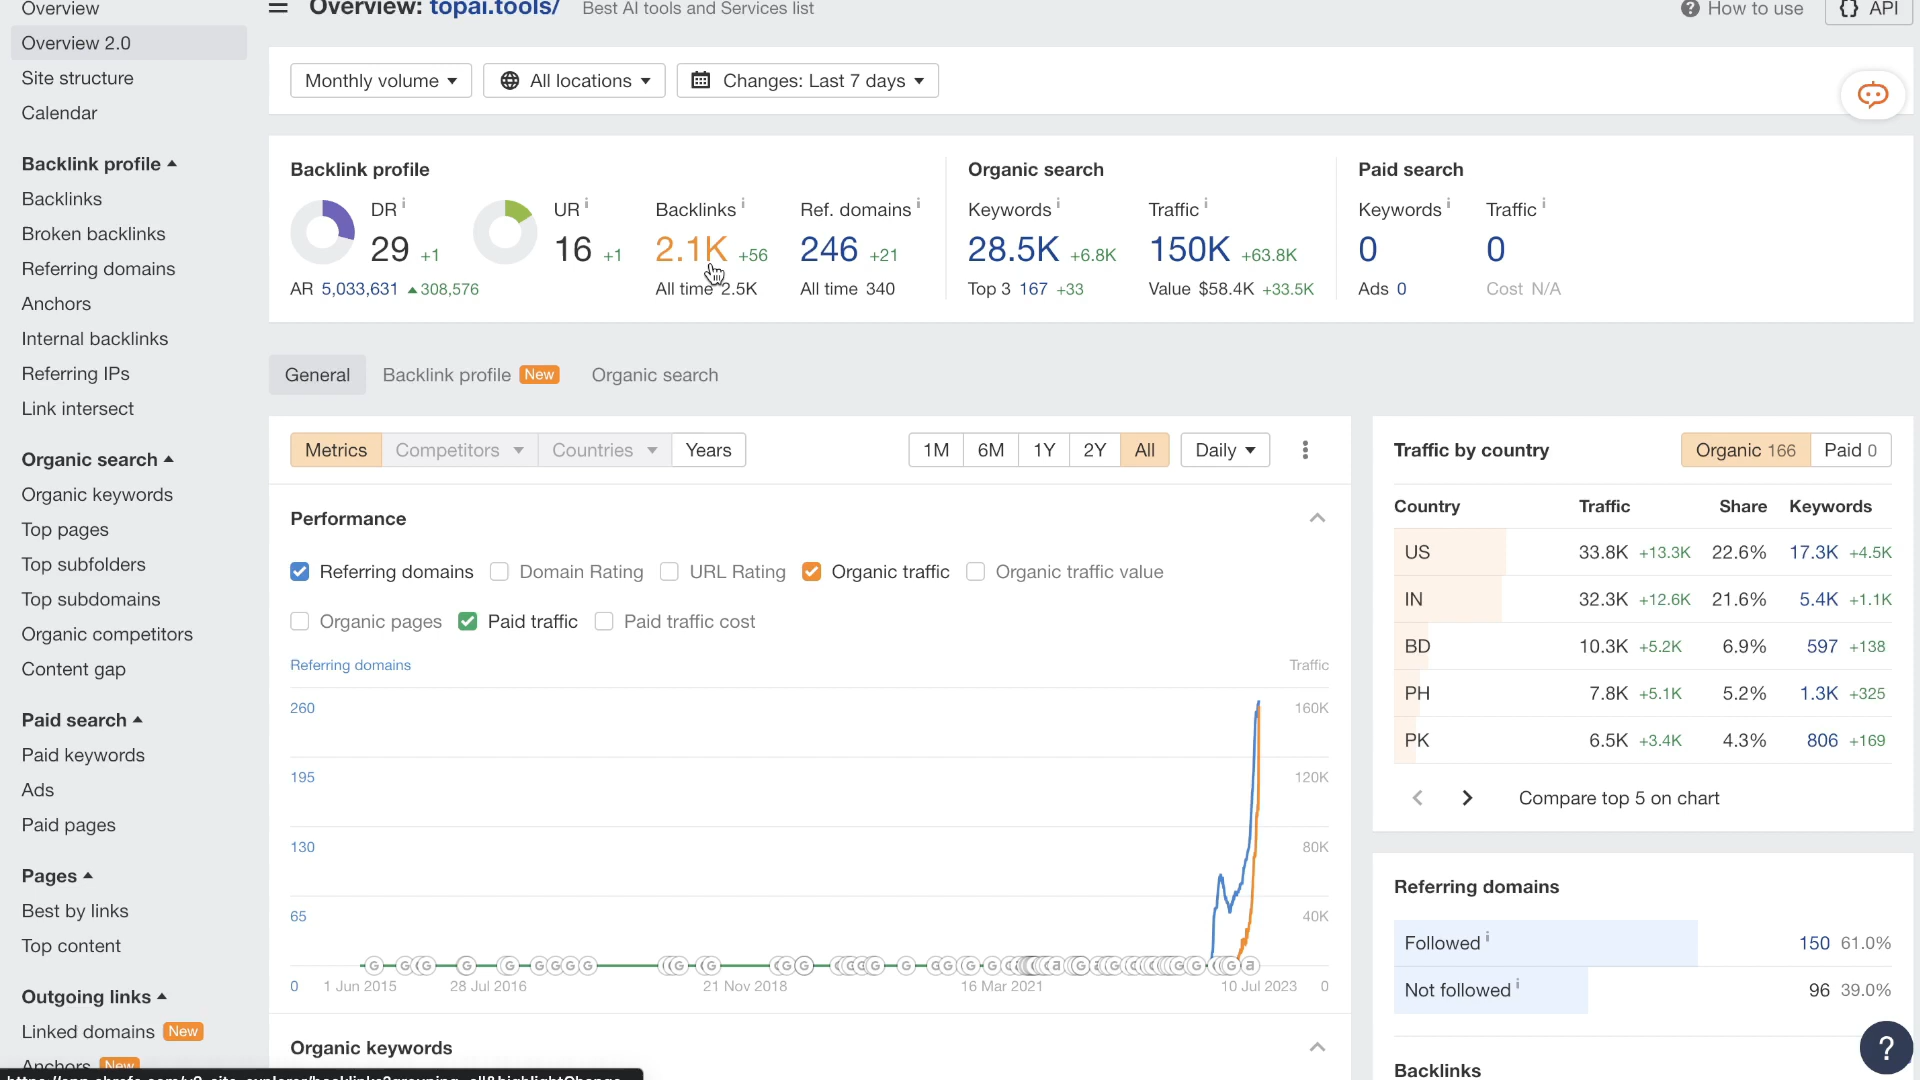 Overview
Overview 2.0
Site structure
Calendar
Backlink profile
Backlinks
Broken backlinks
Referring domains
Anchors
Internal backlinks
Referring IPs
Link intersect
Organic search
Organic keywords
Top pages
Top subfolders
Top subdomains
Organic competitors
Content gap
Paid search
Paid keywords
Ads
Paid pages
Pages
Best by links
Top content
Outgoing links
Linked domains New
Anchors New
Overview: topai.tools/ Best AI tools and Services list
How to use
API
Monthly volume All locations Changes: Last 7 days
Backlink profile
DR UR Backlinks Ref. domains
29 +1 16 +1 2.1K +56 246 +21
AR 5,033,631 308,576 All time 2.5K All time 340
Organic search
Keywords Traffic
28.5K +6.8K 150K +63.8K
Top 3 167 +33 Value $58.4K +33.5K
Paid search
Keywords Traffic
0 0
Ads 0 Cost N/A
General Backlink profile New Organic search
Metrics Competitors Countries Years 1M 6M 1Y 2Y All Daily
Performance
Referring domains Domain Rating URL Rating Organic traffic Organic traffic value
Organic pages Paid traffic Paid traffic cost
Referring domains Traffic
260 160K
195 120K
130 80K
65 40K
0 1 Jun 2015 28 Jul 2016 21 Nov 2018 16 Mar 2021 10 Jul 2023 0
Organic keywords
Traffic by country Organic 166 Paid 0
Country Traffic Share Keywords
US 33.8K +13.3K 22.6% 17.3K +4.5K
IN 32.3K +12.6K 21.6% 5.4K +1.1K
BD 10.3K +5.2K 6.9% 597 +138
PH 7.8K +5.1K 5.2% 1.3K +325
PK 6.5K +3.4K 4.3% 806 +169
Compare top 5 on chart
Referring domains
Followed 150 61.0%
Not followed 96 39.0%
Backlinks